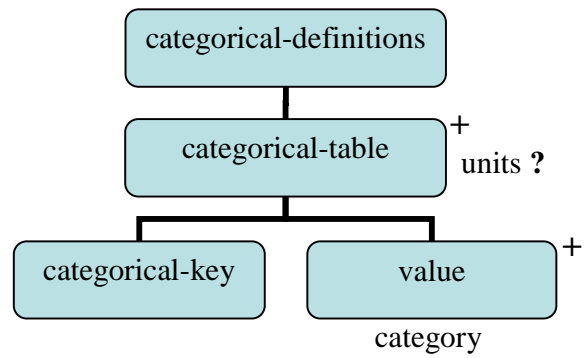 categorical-definitions
+
categorical-table
units ?
categorical-key
value
+
category